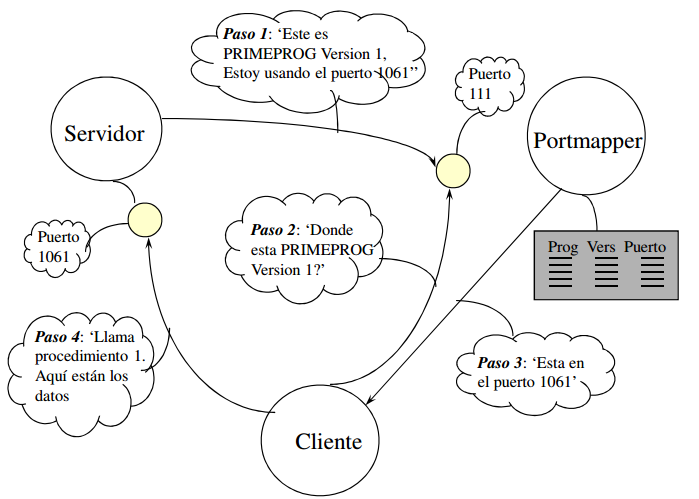 Paso 1: ‘Este es
PRIMEPROG Version 1,
Estoy usando el puerto 1061’’
Puerto
111
Servidor
Portmapper
Paso 2: ‘Donde
esta PRIMEPROG
Version 1?’
Puerto
1061
Prog Vers Puerto
Paso 4: ‘Llama
procedimiento 1.
Aquí están los
datos
Paso 3: ‘Esta en
el puerto 1061’
Cliente